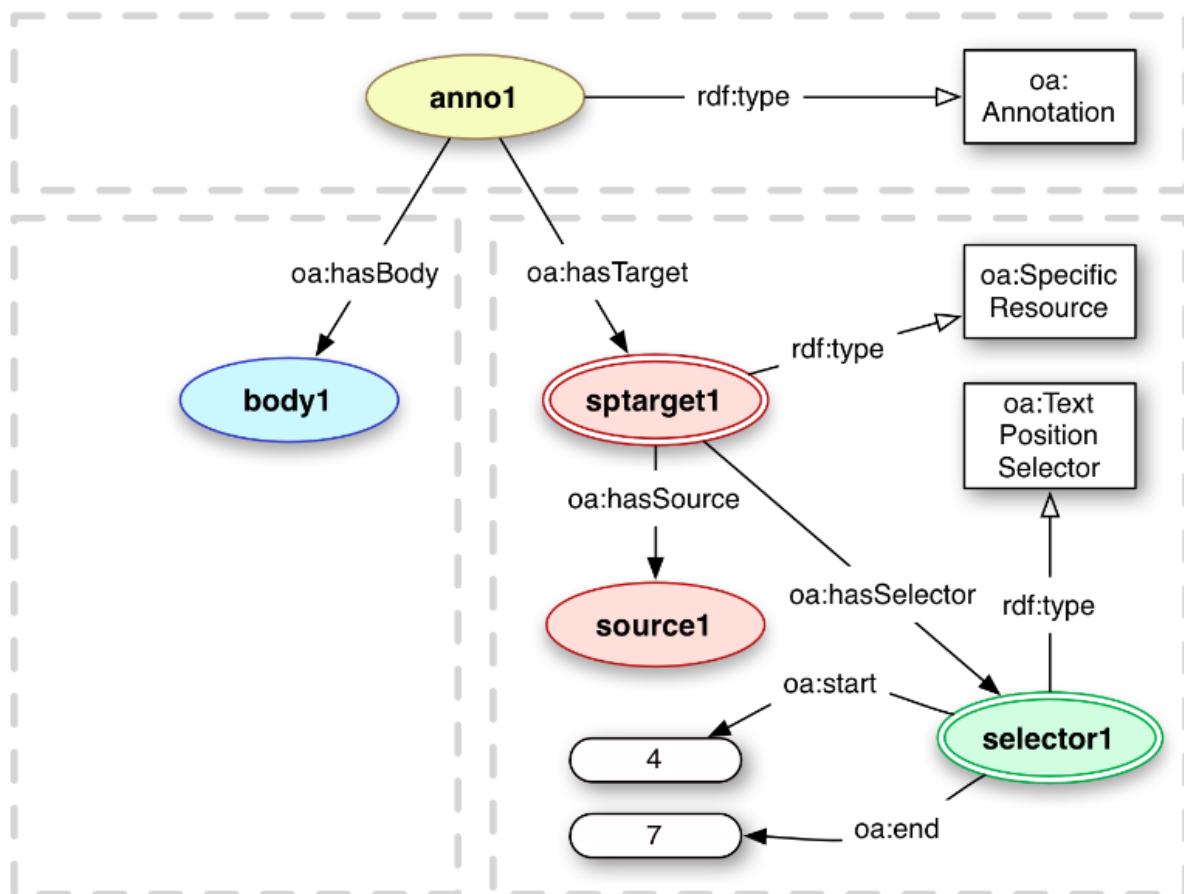 anno1
rdf:type
oa:
Annotation
oa:hasBody
oa:hasTarget
oa:Specific
Resource
rdf:type
body1
sptarget1
oa:Text
Position
Selector
oa:hasSource
oa:hasSelector
rdf:type
source1
oa:start
selector1
4
oa:end
7